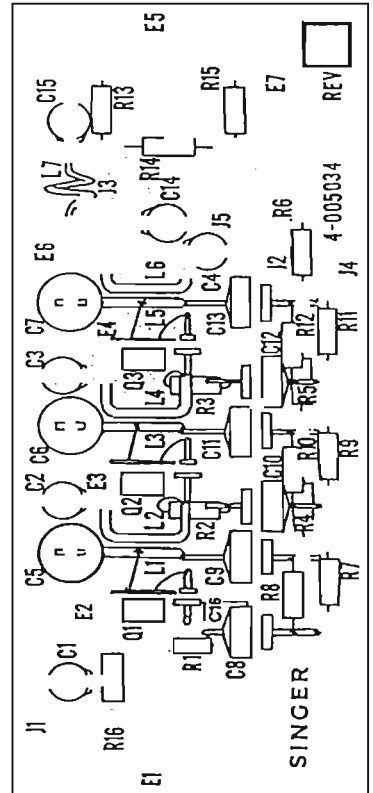 J1 C5 C2 C6 C3 C7 E6 C15
C1 L7
E2 E3 E4 J3
R16 R13
Q1 Q2 Q3
E1 L1 L2 L3 L4 L5 L6 R14 E5
C14
R1 R2 R3
C16 C9 C11 C13 C4 J5 R15
C8
R8 C10 C12 J2 E7
R4 R10 R5 R12 R6
SINGER
4-005034 REV
R7 R9 R11 J4